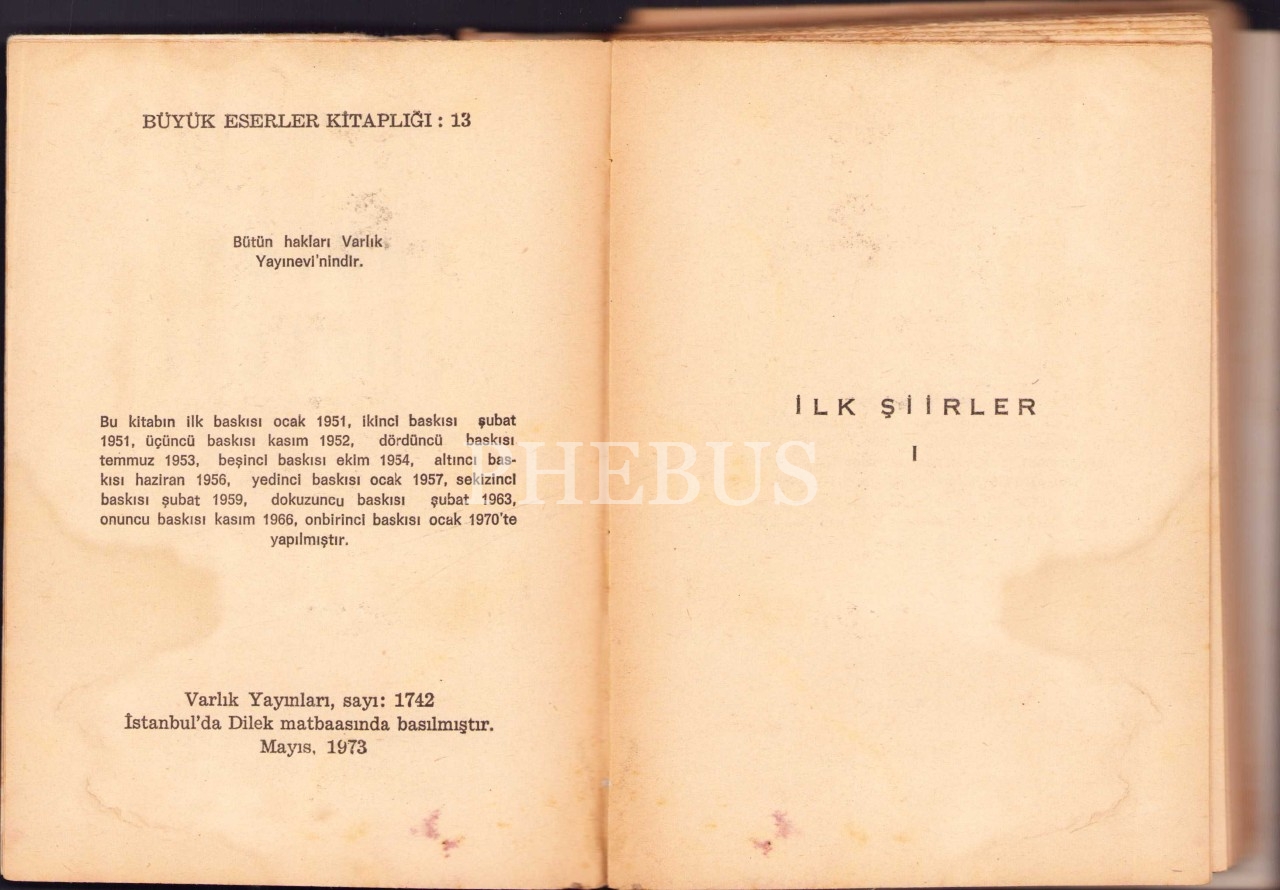 BÜYÜK ESERLER KİTAPLIĞI : 13
Bütün hakları Varlık
Yayınevi'nindir.
Bu kitabın ilk baskısı ocak 1951, ikinci baskısı şubat
1951, üçüncü baskısı kasım 1952, dördüncü baskısı
temmuz 1953, beşinci baskısı ekim 1954, altıncı bas-
kısı haziran 1956, yedinci baskısı ocak 1957, sekizinci
baskısı şubat 1959, dokuzuncu baskısı şubat 1963,
onuncu baskısı kasım 1966, onbirinci baskısı ocak 1970'te
yapılmıştır.
Varlık Yayınları, sayı: 1742
İstanbul'da Dilek matbaasında basılmıştır.
Mayıs, 1973
İLK ŞİİRLER
I
PHEBUS